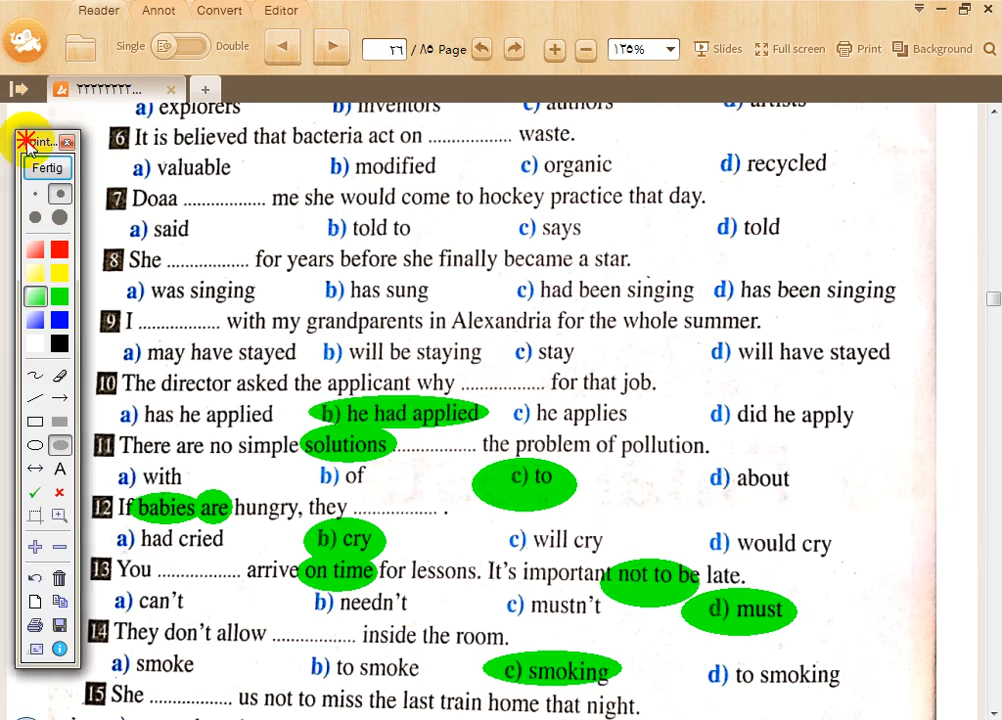 Reader Annot Convert Editor
Single Double ٢٦ / ٨٥ Page ١٢٥% Slides Full screen Print Background
٢٢٢٢٢٢٢٢...
a) explorers b) inventors c) authors d) artists
6 It is believed that bacteria act on .................. waste.
a) valuable b) modified c) organic d) recycled
7 Doaa .................. me she would come to hockey practice that day.
a) said b) told to c) says d) told
8 She .................. for years before she finally became a star.
a) was singing b) has sung c) had been singing d) has been singing
9 I .................. with my grandparents in Alexandria for the whole summer.
a) may have stayed b) will be staying c) stay d) will have stayed
10 The director asked the applicant why .................. for that job.
a) has he applied b) he had applied c) he applies d) did he apply
11 There are no simple solutions .................. the problem of pollution.
a) with b) of c) to d) about
12 If babies are hungry, they .................. .
a) had cried b) cry c) will cry d) would cry
13 You .................. arrive on time for lessons. It's important not to be late.
a) can't b) needn't c) mustn't d) must
14 They don't allow .................. inside the room.
a) smoke b) to smoke c) smoking d) to smoking
15 She .................. us not to miss the last train home that night.
oint...
Fertig
A